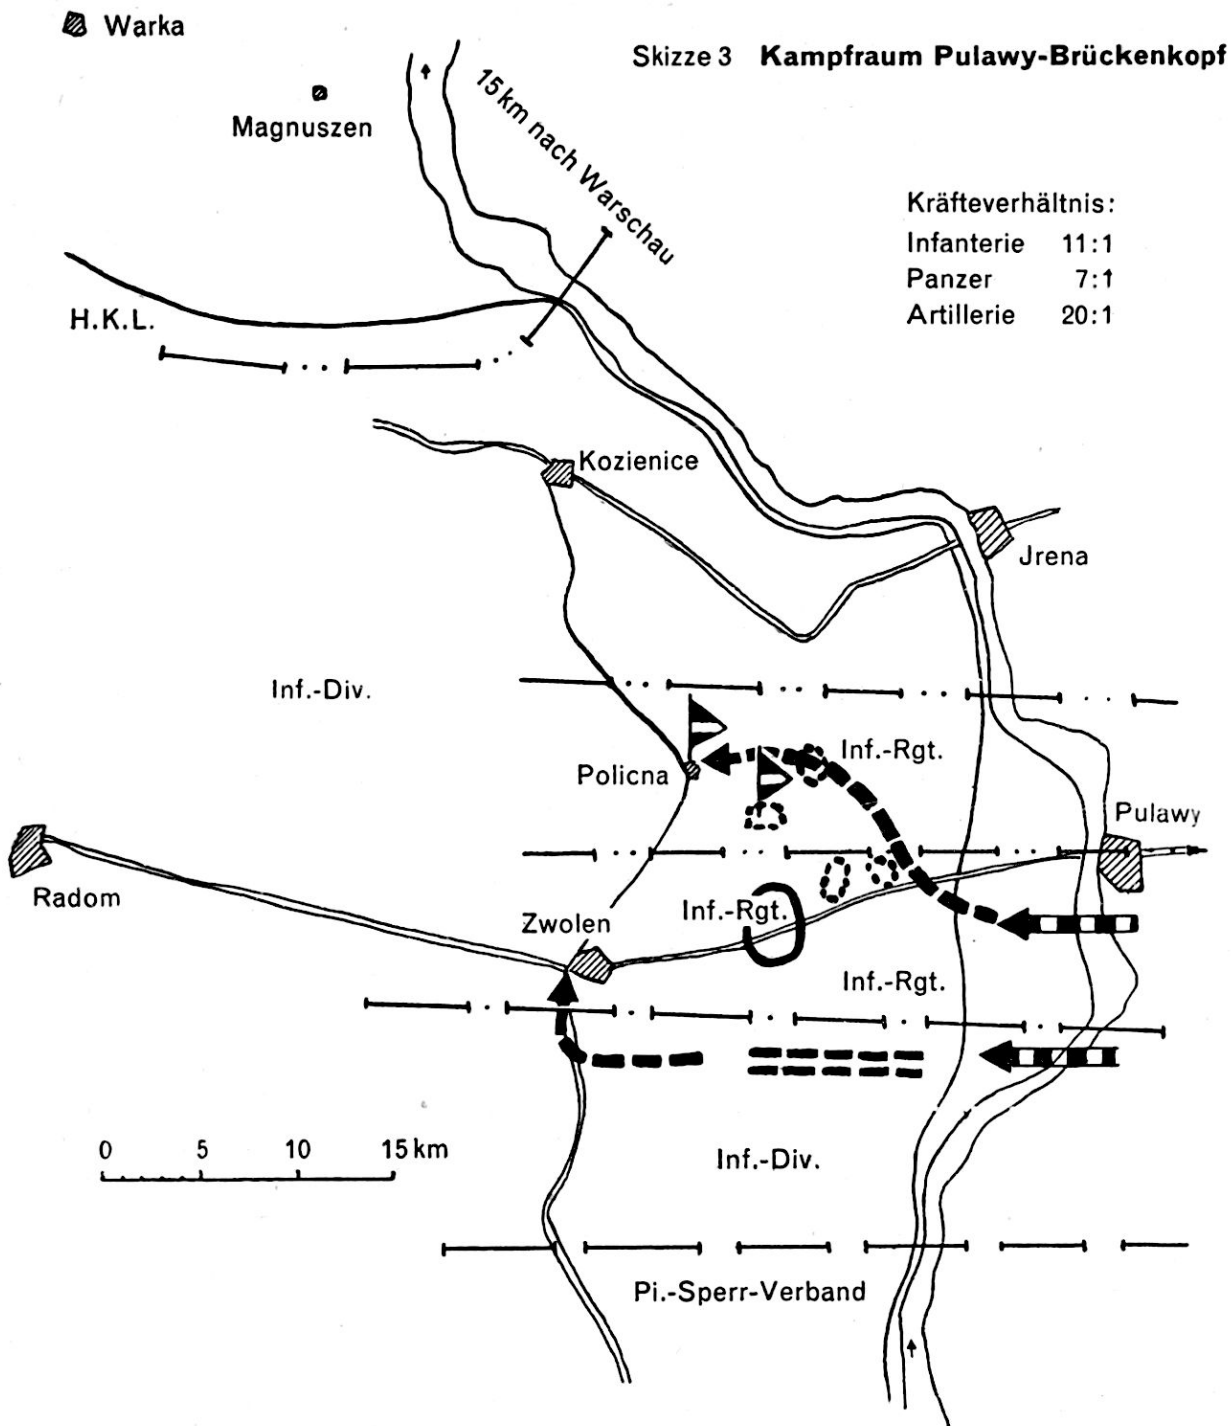 Warka
Skizze 3 Kampfraum Pulawy-Brückenkopf
Magnuszen
15 km nach Warschau
Kräfteverhältnis:
Infanterie 11:1
Panzer 7:1
Artillerie 20:1
H.K.L.
Kozienice
Jrena
Inf.-Div.
Inf.-Rgt.
Policna
Pulawy
Radom
Zwolen
Inf.-Rgt.
Inf.-Rgt.
0 5 10 15 km
Inf.-Div.
Pi.-Sperr-Verband